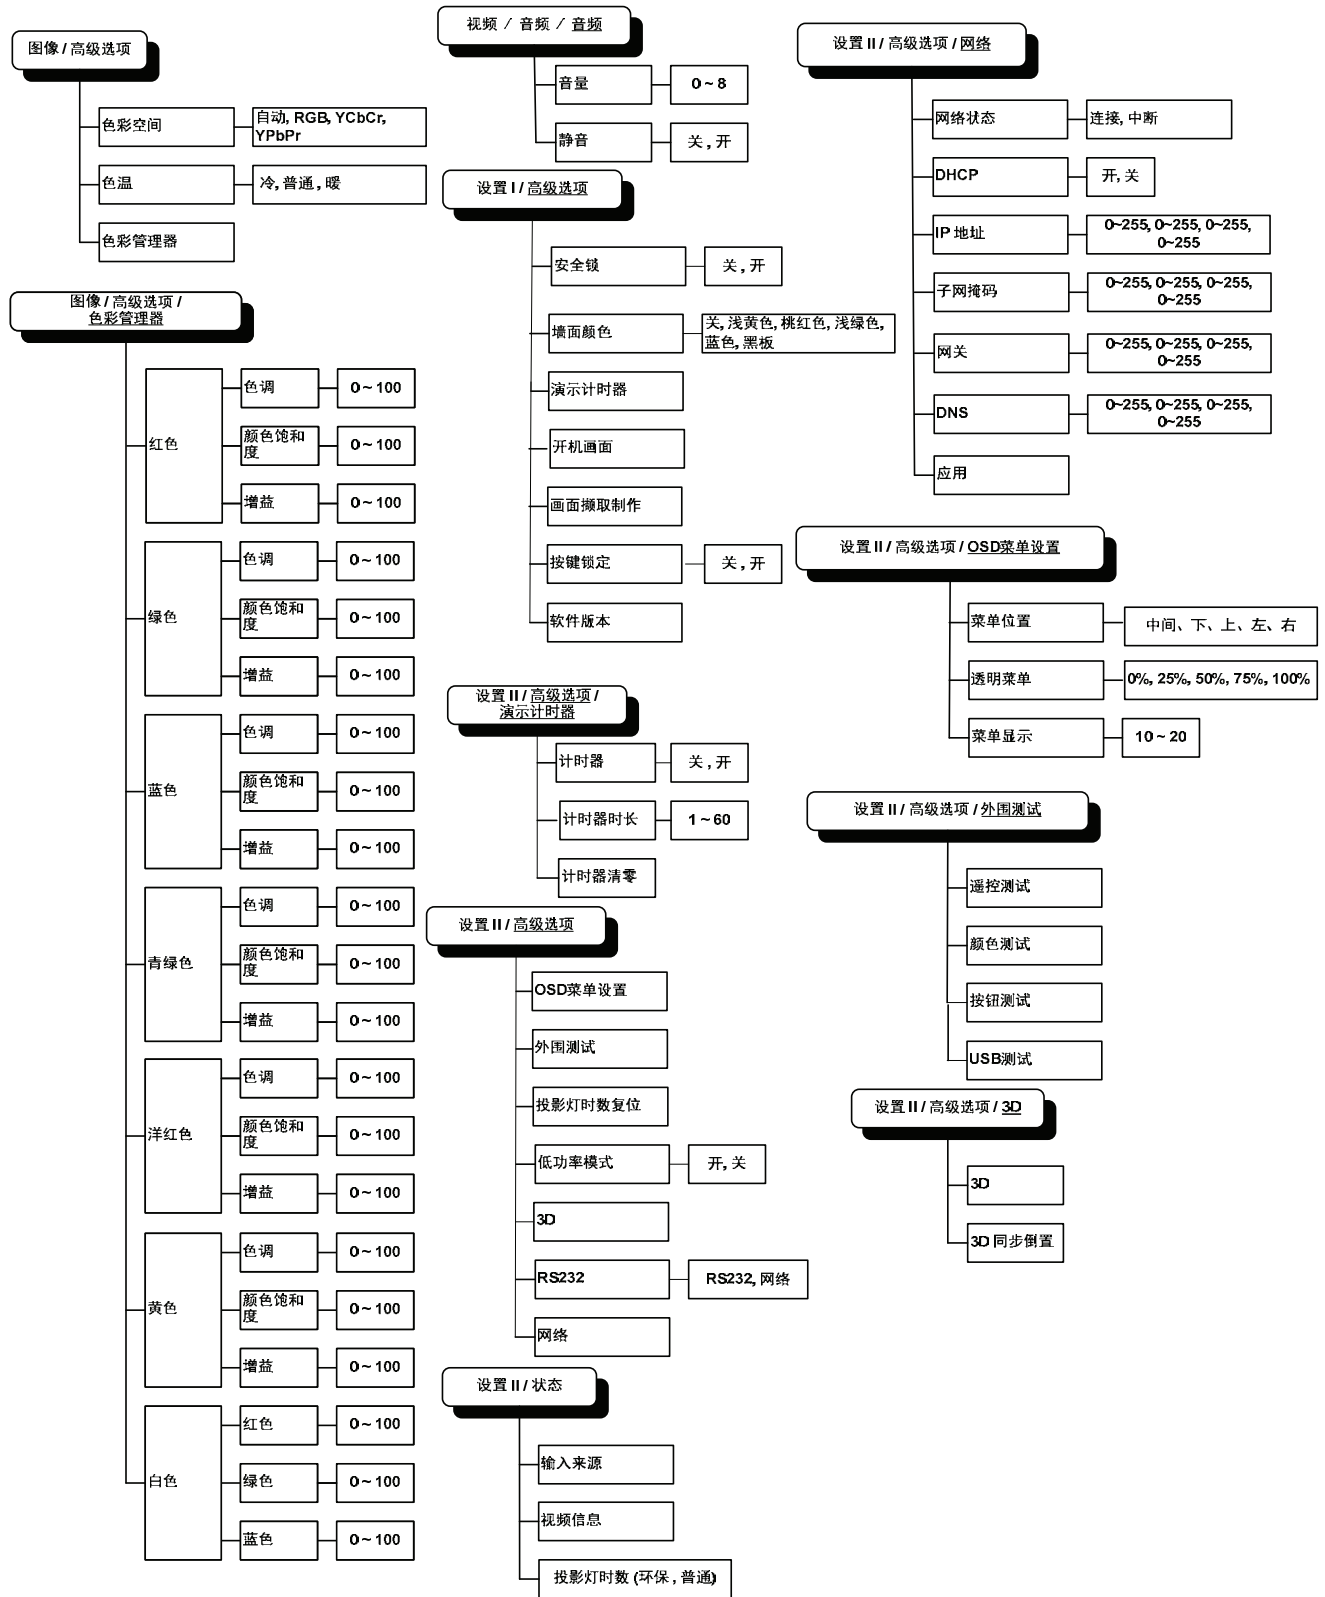 图像 / 高级选项
色彩空间
自动, RGB, YCbCr,
YPbPr
色温
冷, 普通 , 暖
色彩管理器
图像 / 高级选项 /
色彩管理器
红色
色调
0 ~ 100
颜色饱和
度
0 ~ 100
增益
0 ~ 100
绿色
色调
0 ~ 100
颜色饱和
度
0 ~ 100
增益
0 ~ 100
蓝色
色调
0 ~ 100
颜色饱和
度
0 ~ 100
增益
0 ~ 100
青绿色
色调
0 ~ 100
颜色饱和
度
0 ~ 100
增益
0 ~ 100
洋红色
色调
0 ~ 100
颜色饱和
度
0 ~ 100
增益
0 ~ 100
黄色
色调
0 ~ 100
颜色饱和
度
0 ~ 100
增益
0 ~ 100
白色
红色
0 ~ 100
绿色
0 ~ 100
蓝色
0 ~ 100
视频 / 音频 / 音频
音量
0 ~ 8
静音
关 , 开
设置 I / 高级选项
安全锁
关 , 开
墙面颜色
关, 浅黄色, 桃红色, 浅绿色,
蓝色, 黑板
演示计时器
开机画面
画面撷取制作
按键锁定
关 , 开
软件版本
设置 II / 高级选项 /
演示计时器
计时器
关 , 开
计时器时长
1 ~ 60
计时器清零
设置 II / 高级选项
OSD菜单设置
外围测试
投影灯时数复位
低功率模式
开, 关
3D
RS232
RS232, 网络
网络
设置 II / 状态
输入来源
视频信息
投影灯时数 (环保 , 普通)
设置 II / 高级选项 / 网络
网络状态
连接, 中断
DHCP
开, 关
IP 地址
0~255, 0~255, 0~255,
0~255
子网掩码
0~255, 0~255, 0~255,
0~255
网关
0~255, 0~255, 0~255,
0~255
DNS
0~255, 0~255, 0~255,
0~255
应用
设置 II / 高级选项 / OSD菜单设置
菜单位置
中间、下、上、左、右
透明菜单
0%, 25%, 50%, 75%, 100%
菜单显示
10 ~ 20
设置 II / 高级选项 / 外围测试
遥控测试
颜色测试
按钮测试
USB测试
设置 II / 高级选项 / 3D
3D
3D 同步倒置